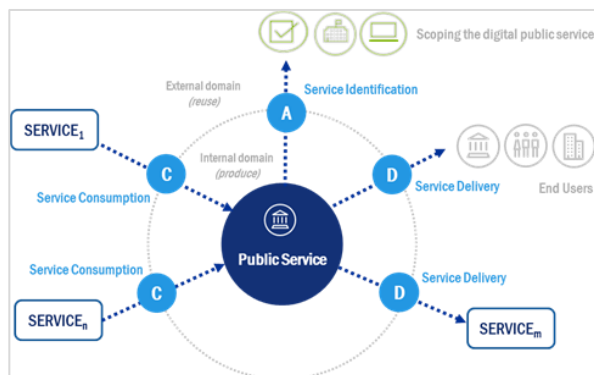 Scoping the digital public service
External domain
(reuse)
Service Identification
A
SERVICE1
Internal domain
(produce)
C
D
Service Consumption
Service Delivery
End Users
Public Service
Service Consumption
Service Delivery
C
D
SERVICEn
SERVICEm